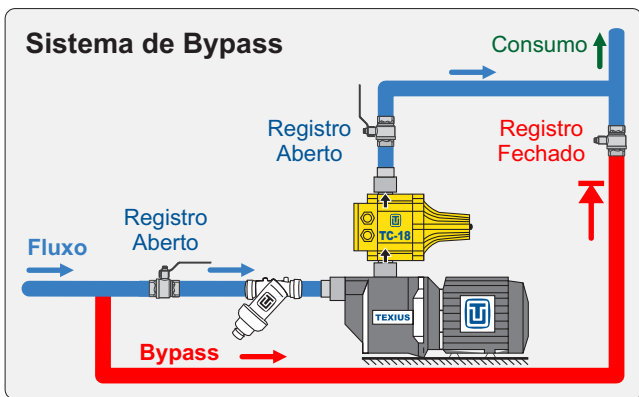 Sistema de Bypass
Consumo
Registro
Aberto
Registro
Fechado
Registro
Aberto
Fluxo
TC-18
TEXIUS
Bypass